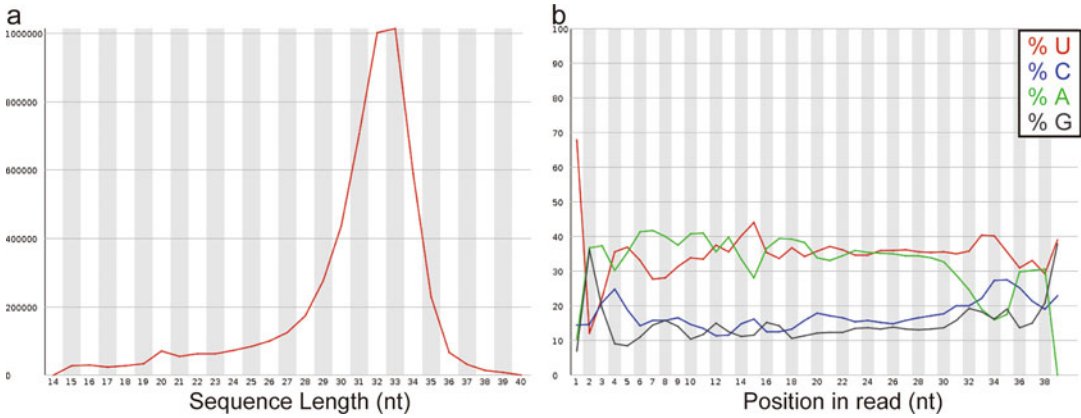 a
1000000
800000
600000
400000
200000
0
14 15 16 17 18 19 20 21 22 23 24 25 26 27 28 29 30 31 32 33 34 35 36 37 38 39 40
Sequence Length (nt)
b
100
90
80
70
60
50
40
30
20
10
0
1 2 3 4 5 6 7 8 9 10 12 14 16 18 20 22 24 26 28 30 32 34 36 38
Position in read (nt)
% U
% C
% A
% G